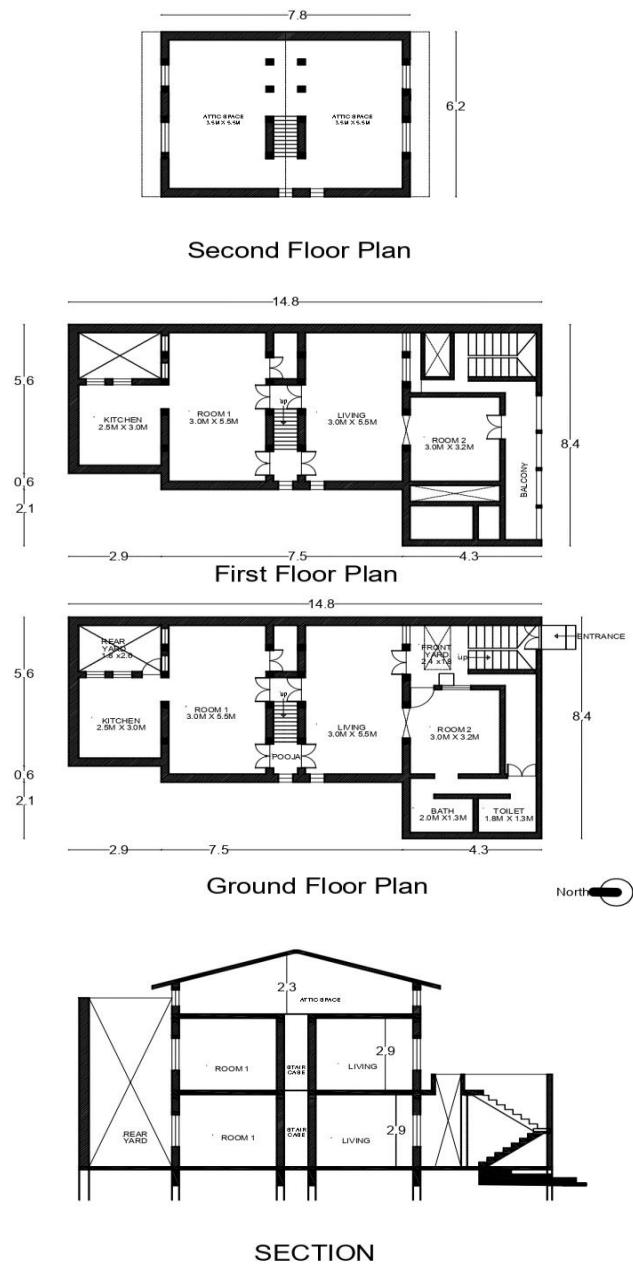 7.8
6.2
ATTIC SPACE
3.5M X 5.5M
ATTIC SPACE
3.5M X 5.5M
Second Floor Plan
14.8
5.6
0.6
2.1
8.4
KITCHEN
2.5M X 3.0M
ROOM 1
3.0M X 5.5M
up
LIVING
3.0M X 5.5M
ROOM 2
3.0M X 3.2M
BALCONY
2.9
7.5
4.3
First Floor Plan
14.8
5.6
0.6
2.1
8.4
REAR
YARD
KITCHEN
2.5M X 3.0M
ROOM 1
3.0M X 5.5M
up
POOJA
LIVING
3.0M X 5.5M
FRONT
YARD
2.4 x1.8
up
ENTRANCE
ROOM 2
3.0M X 3.2M
BATH
2.0M X1.3M
TOILET
1.8M X 1.3M
2.9
7.5
4.3
Ground Floor Plan
North
2.3
ATTIC SPACE
ROOM 1
STAIR
CASE
LIVING
2.9
REAR
YARD
ROOM 1
STAIR
CASE
LIVING
2.9
SECTION